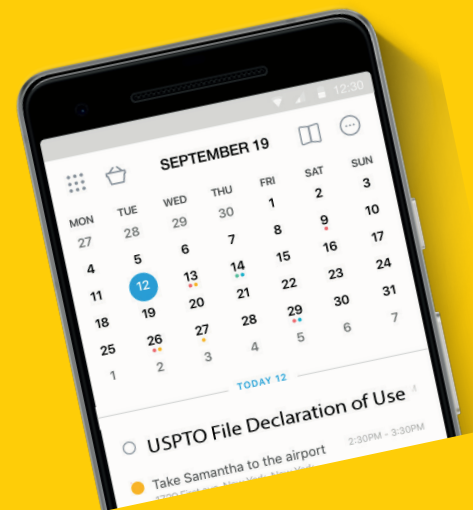 12:30
SEPTEMBER 19
MON TUE WED THU FRI SAT SUN
27 28 29 30 1 2 3
4 5 6 7 8 9 10
11 12 13 14 15 16 17
18 19 20 21 22 23 24
25 26 27 28 29 30 31
1 2 3 4 5 6 7
TODAY 12
USPTO File Declaration of Use
Take Samantha to the airport 2:30PM - 3:30PM